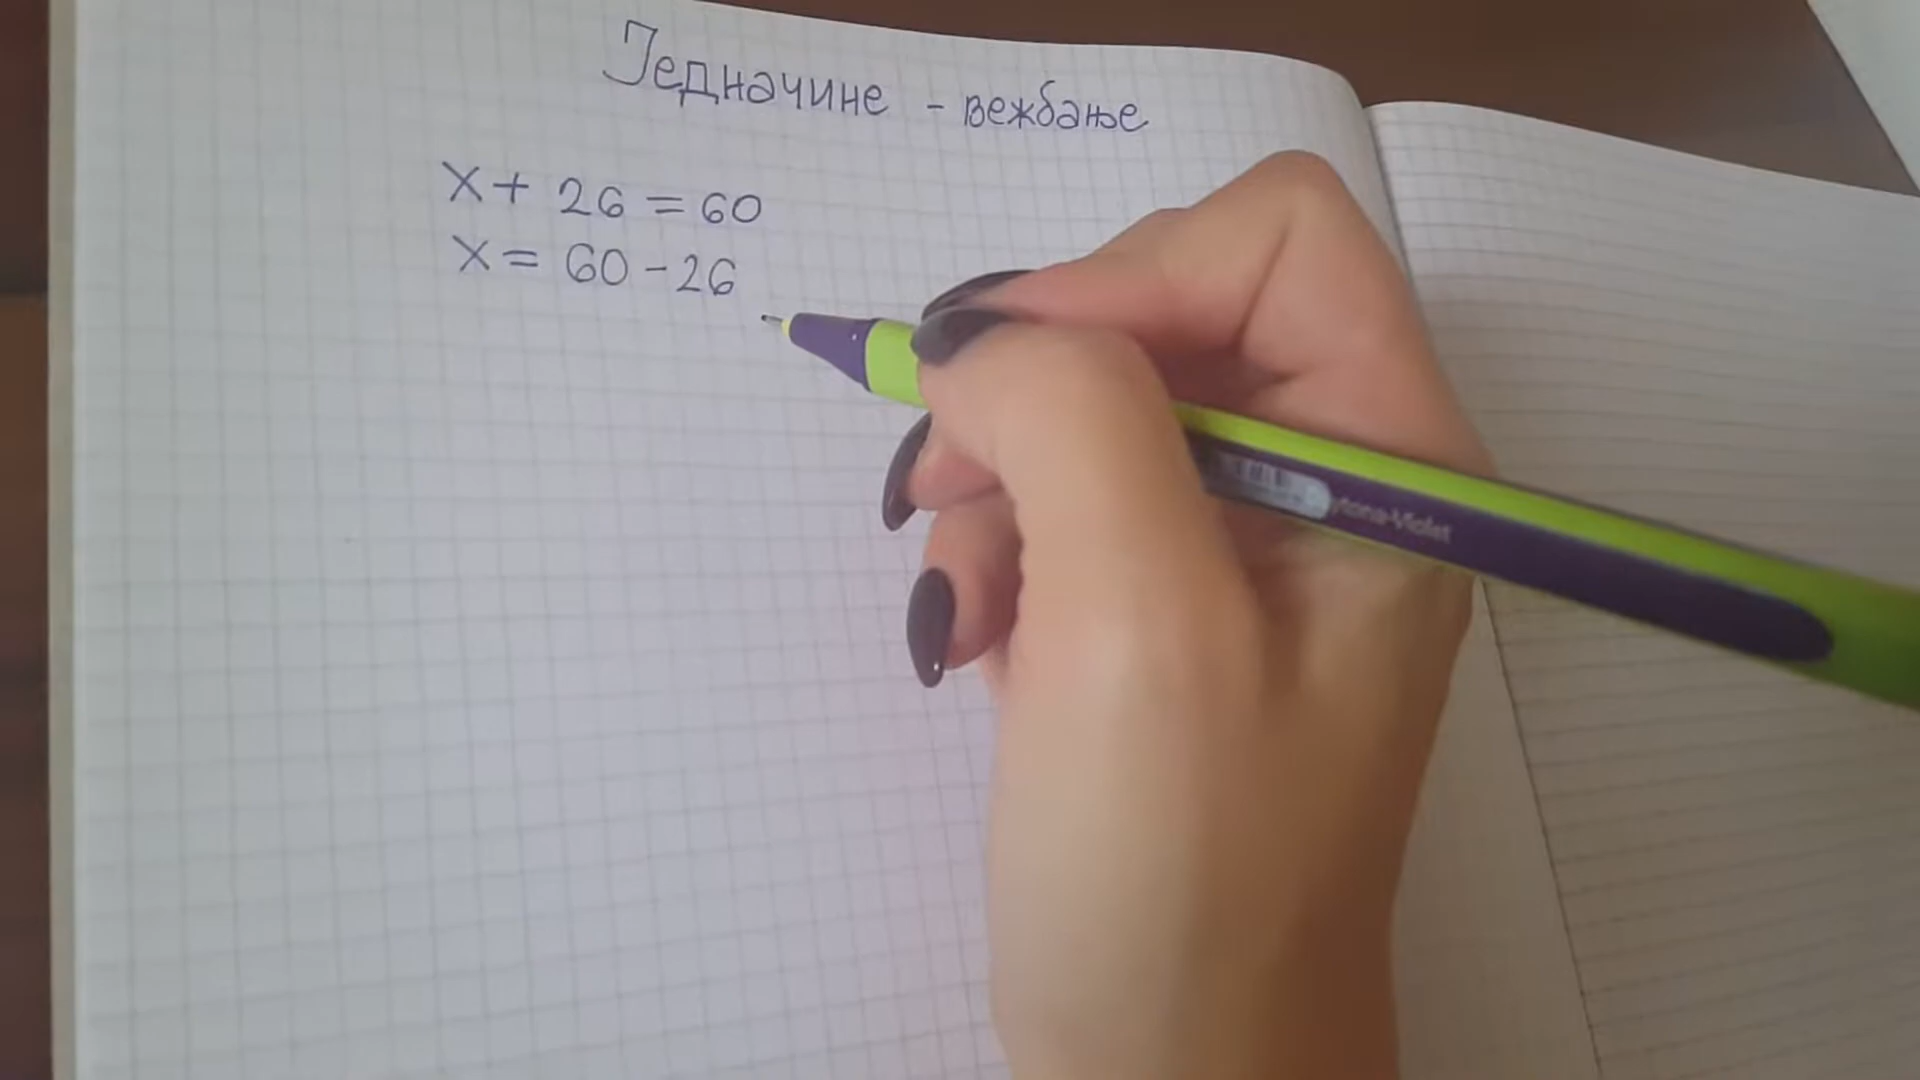 Једначине - вежбање
x + 26 = 60
x = 60 - 26